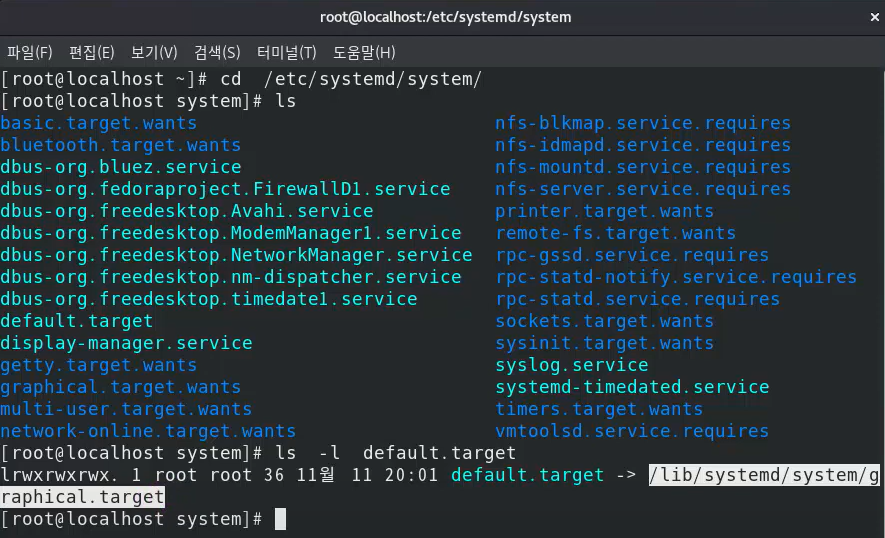 root@localhost:/etc/systemd/system ×
파일(F) 편집(E) 보기(V) 검색(S) 터미널(T) 도움말(H)
[root@localhost ~]# cd  /etc/systemd/system/
[root@localhost system]# ls
basic.target.wants                         nfs-blkmap.service.requires
bluetooth.target.wants                     nfs-idmapd.service.requires
dbus-org.bluez.service                     nfs-mountd.service.requires
dbus-org.fedoraproject.FirewallD1.service  nfs-server.service.requires
dbus-org.freedesktop.Avahi.service         printer.target.wants
dbus-org.freedesktop.ModemManager1.service remote-fs.target.wants
dbus-org.freedesktop.NetworkManager.service rpc-gssd.service.requires
dbus-org.freedesktop.nm-dispatcher.service rpc-statd-notify.service.requires
dbus-org.freedesktop.timedate1.service     rpc-statd.service.requires
default.target                             sockets.target.wants
display-manager.service                    sysinit.target.wants
getty.target.wants                         syslog.service
graphical.target.wants                     systemd-timedated.service
multi-user.target.wants                    timers.target.wants
network-online.target.wants                vmtoolsd.service.requires
[root@localhost system]# ls  -l  default.target
lrwxrwxrwx. 1 root root 36 11월 11 20:01 default.target -> /lib/systemd/system/g
raphical.target
[root@localhost system]#